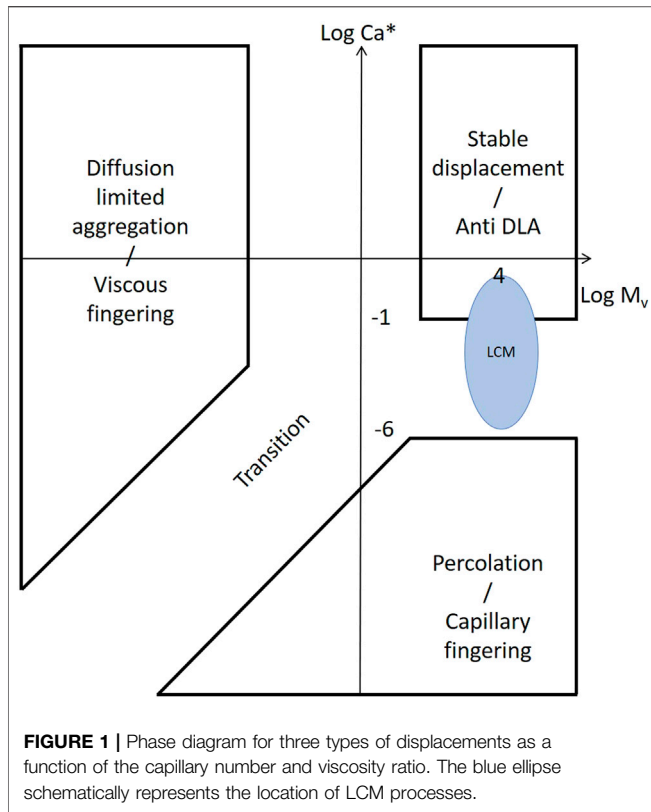 Log Ca*
Diffusion
limited
aggregation
/
Viscous
fingering
Stable
displacement
/
Anti DLA
4
Log Mᵥ
-1
LCM
-6
Transition
Percolation
/
Capillary
fingering
FIGURE 1 | Phase diagram for three types of displacements as a
function of the capillary number and viscosity ratio. The blue ellipse
schematically represents the location of LCM processes.